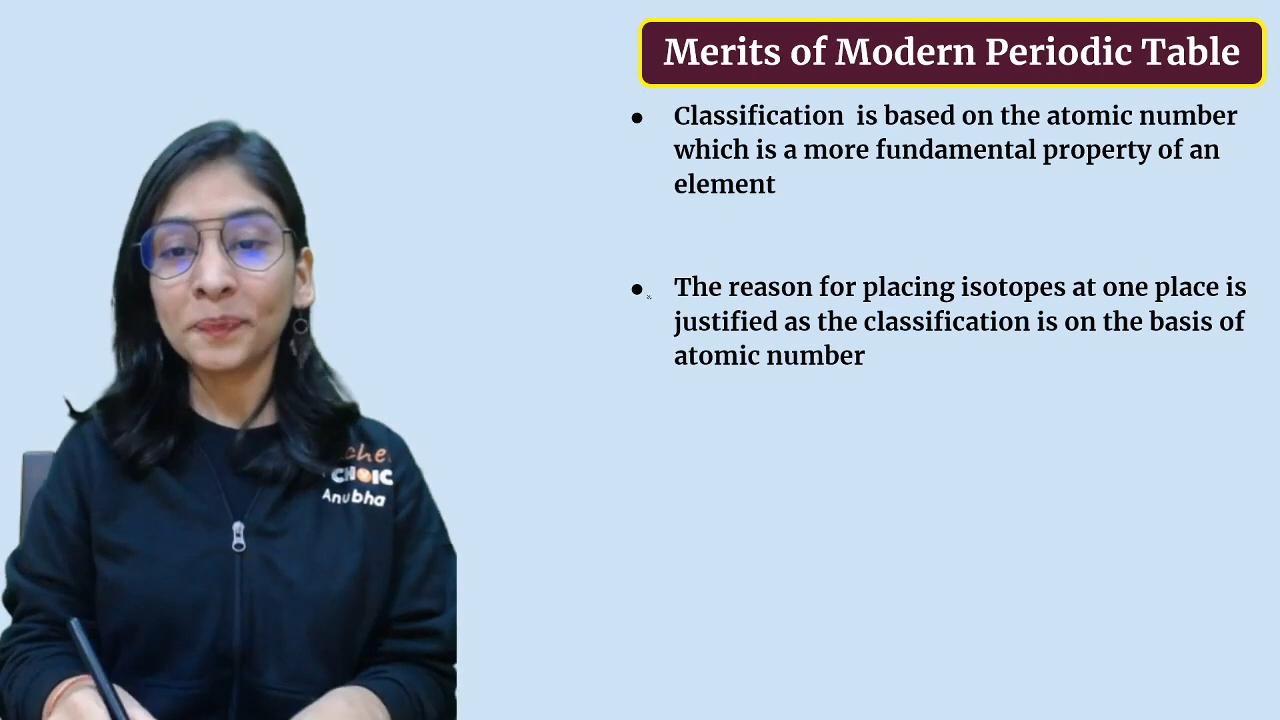 Merits of Modern Periodic Table
● Classification is based on the atomic number
which is a more fundamental property of an
element
● The reason for placing isotopes at one place is
justified as the classification is on the basis of
atomic number
CHOIC
Anubha